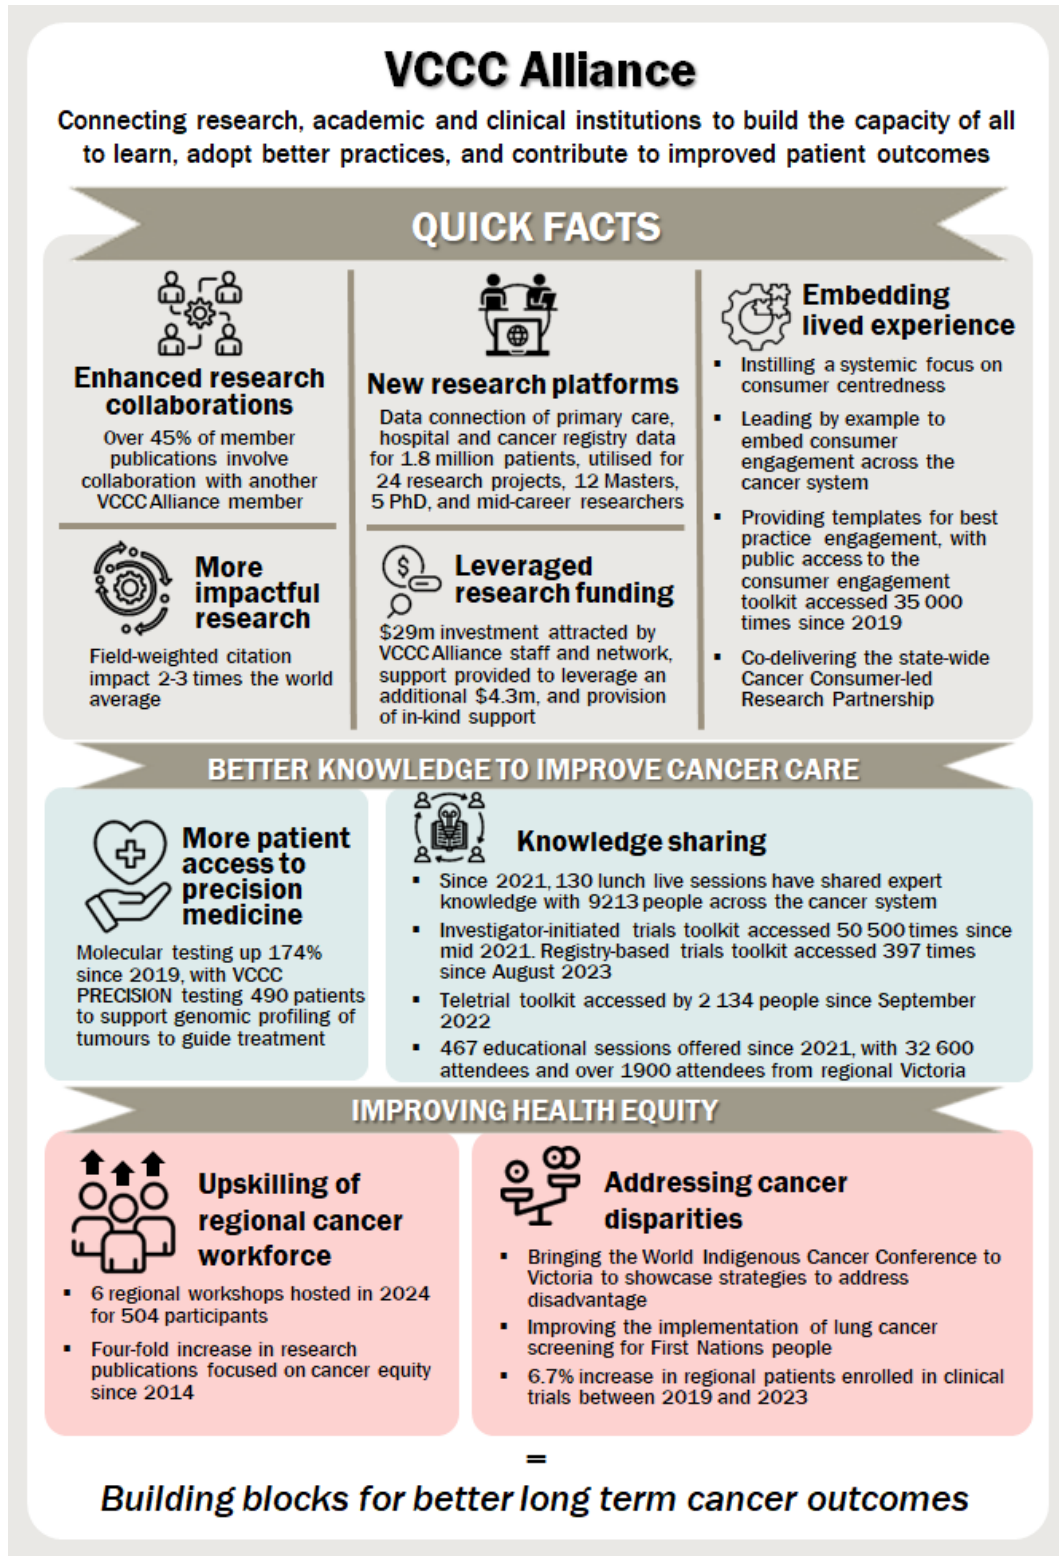 VCCC Alliance
Connecting research, academic and clinical institutions to build the capacity of all
to learn, adopt better practices, and contribute to improved patient outcomes
QUICK FACTS
Enhanced research
collaborations
Over 45% of member
publications involve
collaboration with another
VCCC Alliance member
More
impactful
research
Field-weighted citation
impact 2-3 times the world
average
New research platforms
Data connection of primary care,
hospital and cancer registry data
for 1.8 million patients, utilised for
24 research projects, 12 Masters,
5 PhD, and mid-career researchers
Leveraged
research funding
$29m investment attracted by
VCCC Alliance staff and network,
support provided to leverage an
additional $4.3m, and provision
of in-kind support
Embedding
lived experience
▪ Instilling a systemic focus on
consumer centredness
▪ Leading by example to
embed consumer
engagement across the
cancer system
▪ Providing templates for best
practice engagement, with
public access to the
consumer engagement
toolkit accessed 35 000
times since 2019
▪ Co-delivering the state-wide
Cancer Consumer-led
Research Partnership
BETTER KNOWLEDGE TO IMPROVE CANCER CARE
More patient
access to
precision
medicine
Molecular testing up 174%
since 2019, with VCCC
PRECISION testing 490 patients
to support genomic profiling of
tumours to guide treatment
Knowledge sharing
▪ Since 2021, 130 lunch live sessions have shared expert
knowledge with 9213 people across the cancer system
▪ Investigator-initiated trials toolkit accessed 50 500 times since
mid 2021. Registry-based trials toolkit accessed 397 times
since August 2023
▪ Teletrial toolkit accessed by 2 134 people since September
2022
▪ 467 educational sessions offered since 2021, with 32 600
attendees and over 1900 attendees from regional Victoria
IMPROVING HEALTH EQUITY
Upskilling of
regional cancer
workforce
▪ 6 regional workshops hosted in 2024
for 504 participants
▪ Four-fold increase in research
publications focused on cancer equity
since 2014
Addressing cancer
disparities
▪ Bringing the World Indigenous Cancer Conference to
Victoria to showcase strategies to address
disadvantage
▪ Improving the implementation of lung cancer
screening for First Nations people
▪ 6.7% increase in regional patients enrolled in clinical
trials between 2019 and 2023
=
Building blocks for better long term cancer outcomes